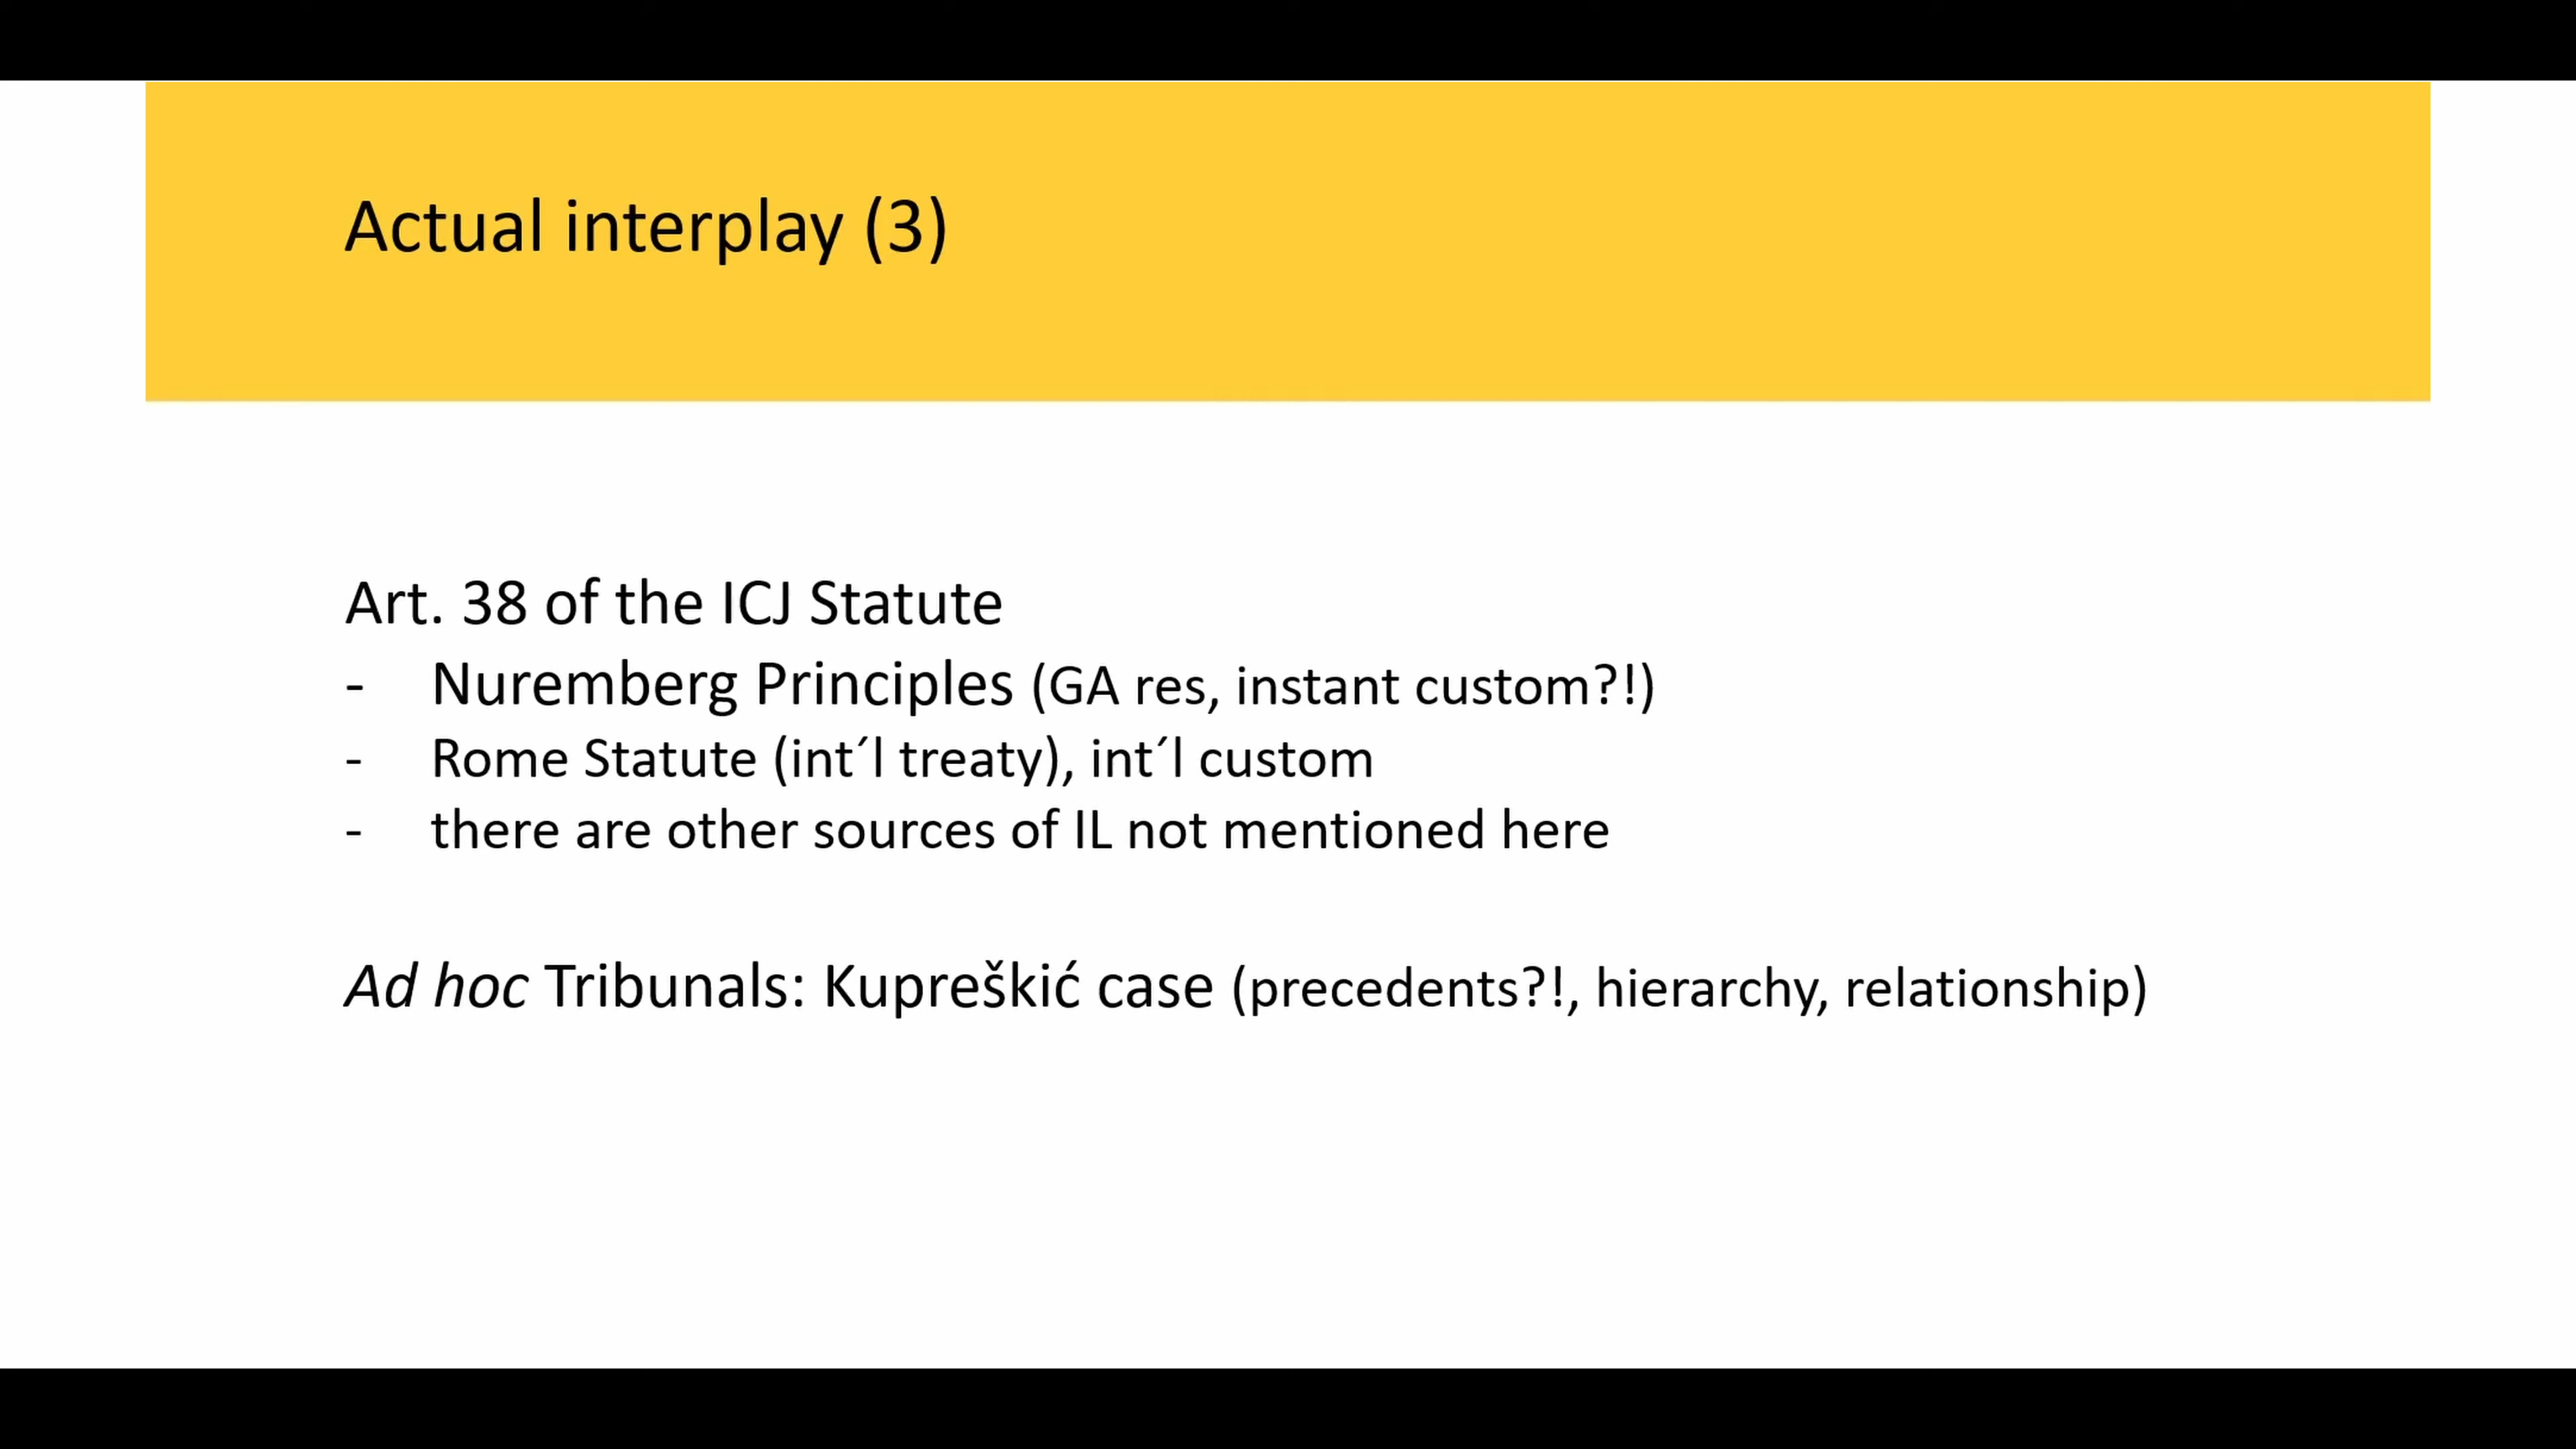 Actual interplay (3)
Art. 38 of the ICJ Statute
- Nuremberg Principles (GA res, instant custom?!)
- Rome Statute (int´l treaty), int´l custom
- there are other sources of IL not mentioned here
Ad hoc Tribunals: Kupreškić case (precedents?!, hierarchy, relationship)